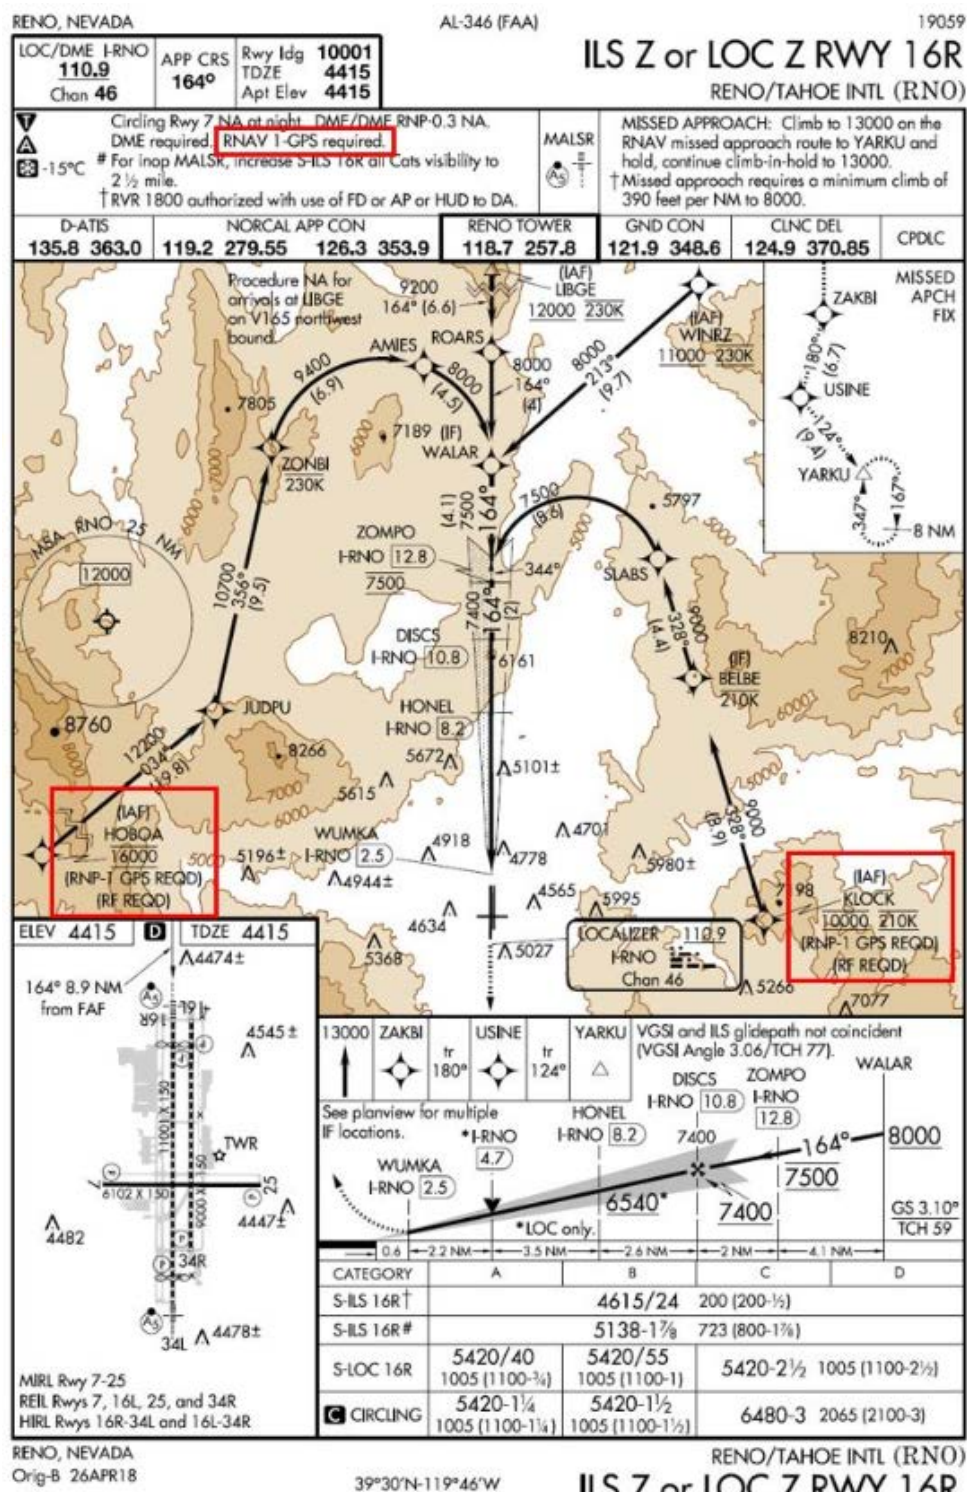 RENO, NEVADA
AL-346 (FAA)
19059
LOC/DME I-RNO
110.9
Chan 46
APP CRS
164°
Rwy ldg 10001
TDZE 4415
Apt Elev 4415
ILS Z or LOC Z RWY 16R
RENO/TAHOE INTL (RNO)
T
A
-15°C
Circling Rwy 7 NA at night. DME/DME RNP-0.3 NA.
DME required. RNAV 1-GPS required.
# For inop MALSR, increase S-ILS 16R all Cats visibility to
2 ½ mile.
† RVR 1800 authorized with use of FD or AP or HUD to DA.
MALSR
A5
MISSED APPROACH: Climb to 13000 on the
RNAV missed approach route to YARKU and
hold, continue climb-in-hold to 13000.
† Missed approach requires a minimum climb of
390 feet per NM to 8000.
D-ATIS
135.8 363.0
NORCAL APP CON
119.2 279.55 126.3 353.9
RENO TOWER
118.7 257.8
GND CON
121.9 348.6
CLNC DEL
124.9 370.85
CPDLC
Procedure NA for
arrivals at LIBGE
on V165 northwest
bound.
9200
164° (6.6)
(IAF)
LIBGE
12000 230K
(IAF)
WINRZ
11000 230K
8000
213°
(9.7)
MISSED
APCH
FIX
ZAKBI
180°
(6.7)
USINE
124°
(9.4)
YARKU
347°
167°
8 NM
AMIES
ROARS
8000
164°
(4)
9400
(6.9)
8000
(4.5)
7805
7189
(IF)
WALAR
ZONBI
230K
6000
6000
7500
(4.1)
164°
7500
(8.6)
5797
5000
ZOMPO
I-RNO 12.8
7500
344°
SLABS
MSA RNO 25 NM
12000
10700
356°
(9.5)
7400
164°
(2)
9000
328°
(4.4)
DISCS
I-RNO 10.8
6161
(IF)
BELBE
210K
8210
7000
6000
JUDPU
HONEL
I-RNO 8.2
8760
8000
12200
034°
(19.8)
8266
7000
6000
5672
5615
5101±
5000
9000
328°
(8.9)
(IAF)
HOBOA
16000
(RNP-1 GPS REQD)
(RF REQD)
5000
5196±
WUMKA
I-RNO 2.5
4944±
4918
4778
4701
5980±
4634
4565
5995
5368
5027
7198
(IAF)
KLOCK
10000 210K
(RNP-1 GPS REQD)
(RF REQD)
LOCALIZER 110.9
I-RNO
Chan 46
5266
7077
ELEV 4415
D
TDZE 4415
164° 8.9 NM
from FAF
4474±
A5
16R
16L
4545±
11001 X 150
TWR
7
6102 X 150
25
9000 X 150
4447±
4482
P
34R
A5
34L
4478±
MIRL Rwy 7-25
REIL Rwys 7, 16L, 25, and 34R
HIRL Rwys 16R-34L and 16L-34R
13000
ZAKBI
tr
180°
USINE
tr
124°
YARKU
VGSI and ILS glidepath not coincident
(VGSI Angle 3.06/TCH 77).
See planview for multiple
IF locations.
WUMKA
I-RNO 2.5
*I-RNO
4.7
HONEL
I-RNO 8.2
DISCS
I-RNO 10.8
7400
ZOMPO
I-RNO
12.8
WALAR
164°
8000
7500
7400
6540*
*LOC only.
GS 3.10°
TCH 59
0.6
2.2 NM
3.5 NM
2.6 NM
2 NM
4.1 NM
CATEGORY A B C D
S-ILS 16R† 4615/24 200 (200-½)
S-ILS 16R# 5138-1⅞ 723 (800-1⅞)
S-LOC 16R
5420/40
1005 (1100-¾)
5420/55
1005 (1100-1)
5420-2½ 1005 (1100-2½)
C CIRCLING
5420-1¼
1005 (1100-1¼)
5420-1½
1005 (1100-1½)
6480-3 2065 (2100-3)
RENO, NEVADA
Orig-B 26APR18
39°30'N-119°46'W
RENO/TAHOE INTL (RNO)
ILS Z or LOC Z RWY 16R